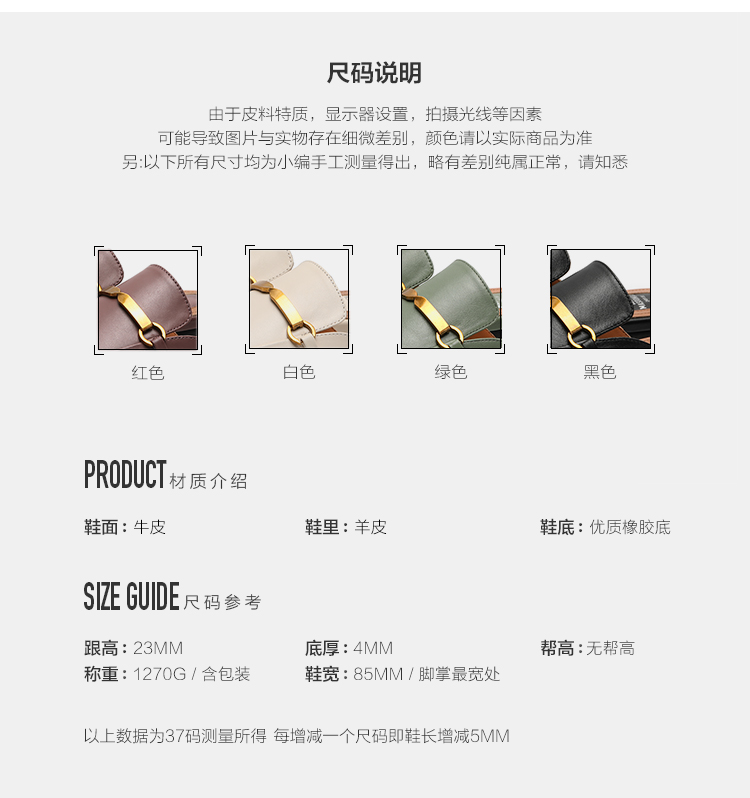 尺码说明
由于皮料特质，显示器设置，拍摄光线等因素
可能导致图片与实物存在细微差别，颜色请以实际商品为准
另:以下所有尺寸均为小编手工测量得出，略有差别纯属正常，请知悉
红色 白色 绿色 黑色
PRODUCT 材质介绍
鞋面：牛皮 鞋里：羊皮 鞋底：优质橡胶底
SIZE GUIDE 尺码参考
跟高：23MM 底厚：4MM 帮高：无帮高
称重：1270G / 含包装 鞋宽：85MM / 脚掌最宽处
以上数据为37码测量所得 每增减一个尺码即鞋长增减5MM